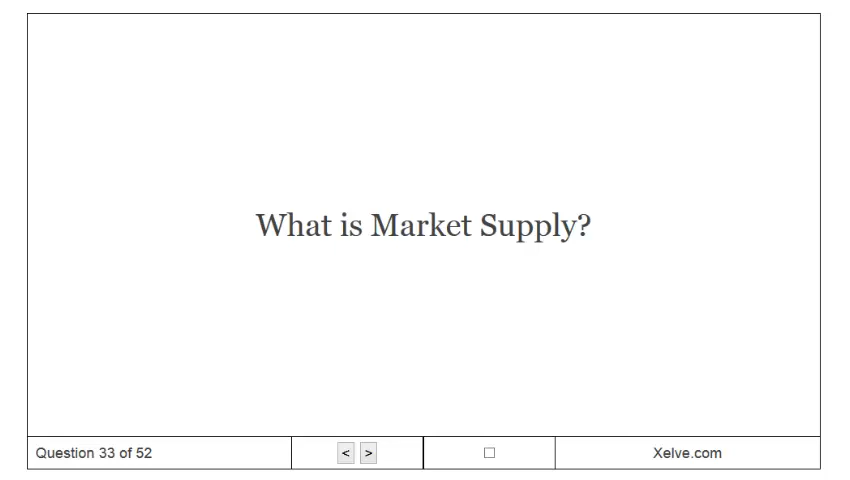 What is Market Supply?
Question 33 of 52
< >
Xelve.com